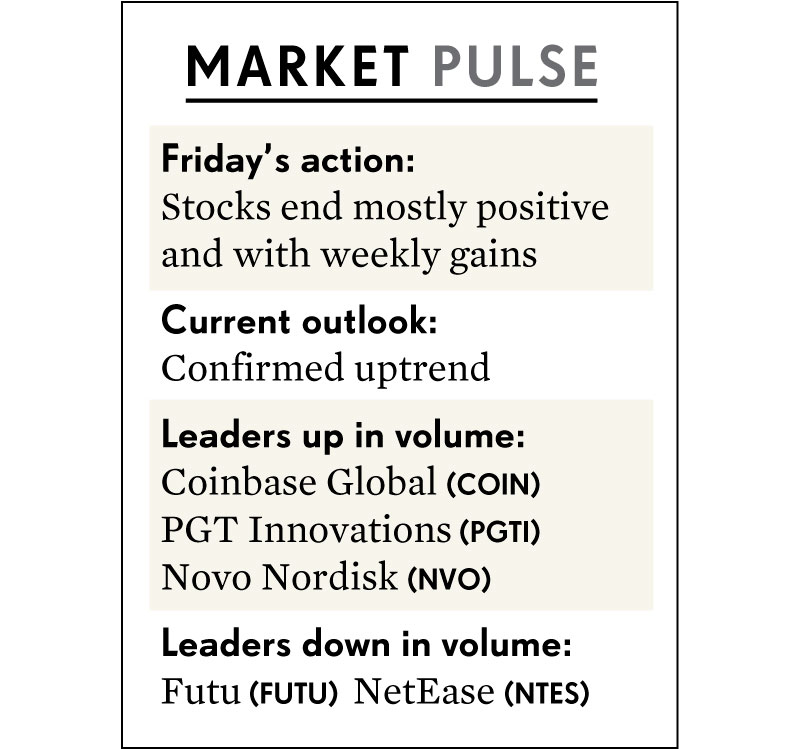 MARKET PULSE
Friday’s action:
Stocks end mostly positive
and with weekly gains
Current outlook:
Confirmed uptrend
Leaders up in volume:
Coinbase Global (COIN)
PGT Innovations (PGTI)
Novo Nordisk (NVO)
Leaders down in volume:
Futu (FUTU) NetEase (NTES)